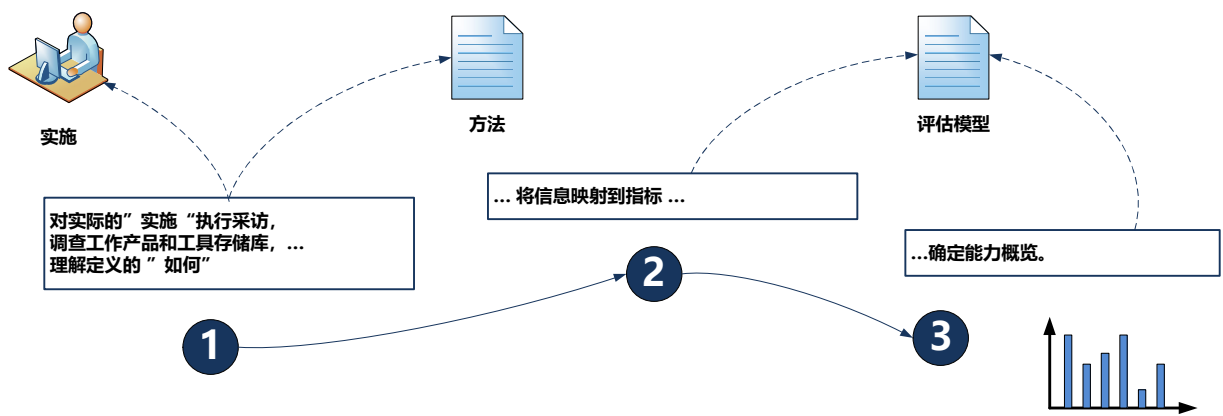 实施
方法
评估模型
对实际的”实施“执行采访，
调查工作产品和工具存储库，...
理解定义的 ”如何”
... 将信息映射到指标 ...
...确定能力概览。
1
2
3